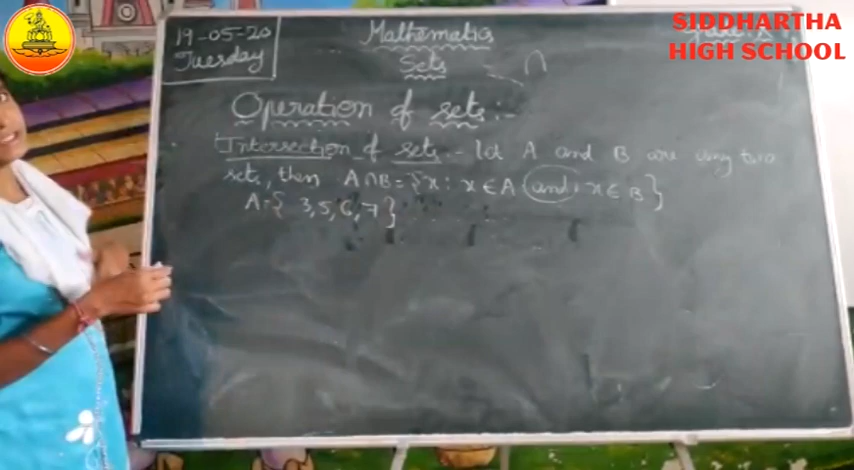 SIDDHARTHA
HIGH SCHOOL
19-05-20
Tuesday
Mathematics
Sets
∩
Operation of sets:-
Intersection of sets - Let A and B are any two
sets, then A∩B={x: x∈A and, x∈B}
A={ 3,5,6,7}